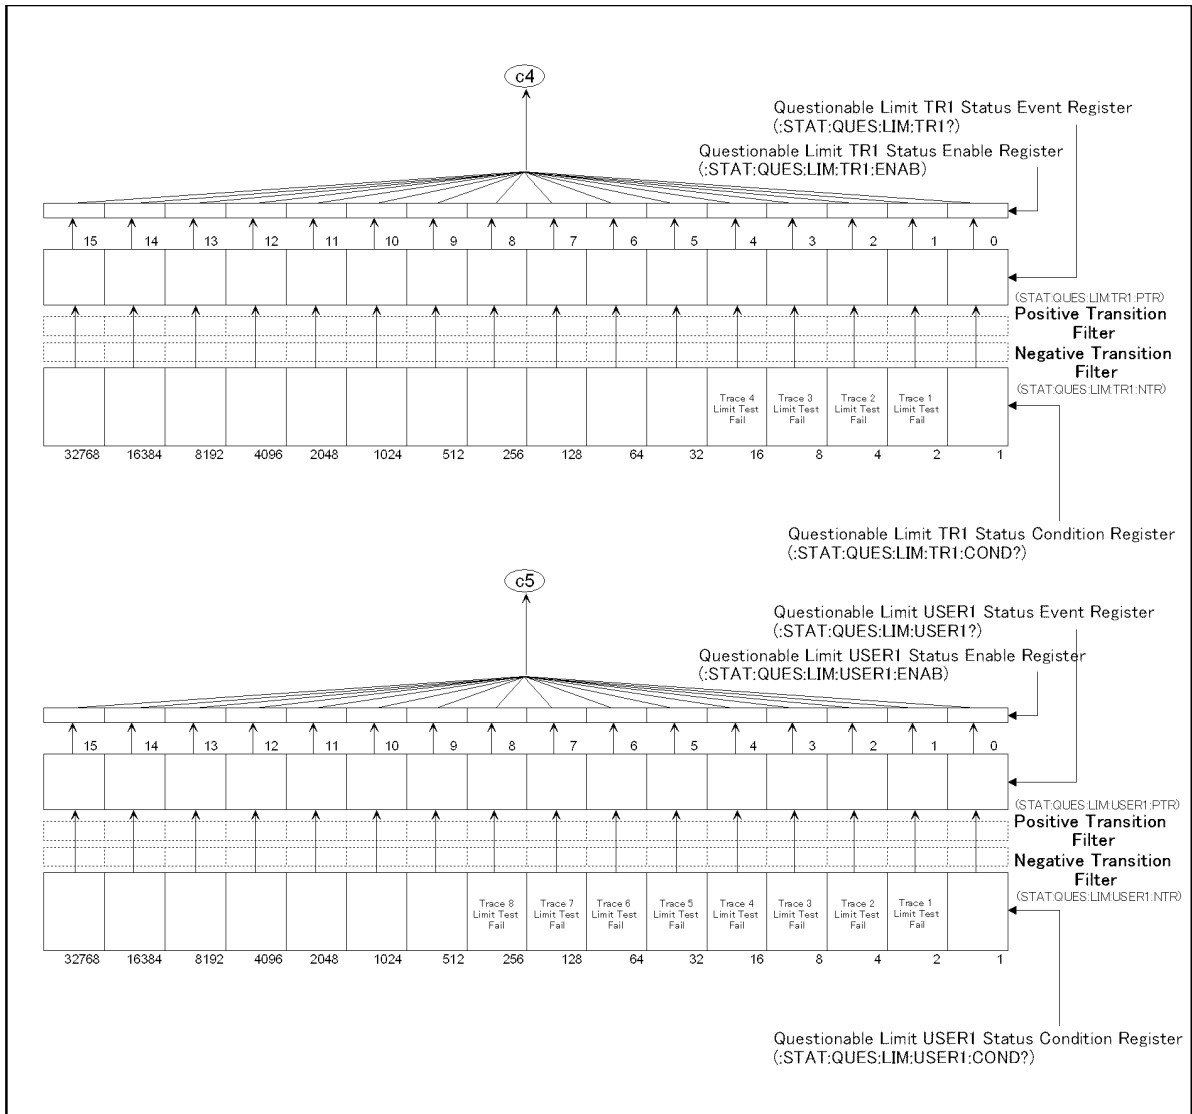 c4
Questionable Limit TR1 Status Event Register
(:STAT:QUES:LIM:TR1?)
Questionable Limit TR1 Status Enable Register
(:STAT:QUES:LIM:TR1:ENAB)
15 14 13 12 11 10 9 8 7 6 5 4 3 2 1 0
(STAT:QUES:LIM:TR1:PTR)
Positive Transition
Filter
Negative Transition
Filter
(STAT:QUES:LIM:TR1:NTR)
Trace 4 Trace 3 Trace 2 Trace 1
Limit Test Limit Test Limit Test Limit Test
Fail Fail Fail Fail
32768 16384 8192 4096 2048 1024 512 256 128 64 32 16 8 4 2 1
Questionable Limit TR1 Status Condition Register
(:STAT:QUES:LIM:TR1:COND?)
c5
Questionable Limit USER1 Status Event Register
(:STAT:QUES:LIM:USER1?)
Questionable Limit USER1 Status Enable Register
(:STAT:QUES:LIM:USER1:ENAB)
15 14 13 12 11 10 9 8 7 6 5 4 3 2 1 0
(STAT:QUES:LIM:USER1:PTR)
Positive Transition
Filter
Negative Transition
Filter
(STAT:QUES:LIM:USER1:NTR)
Trace 8 Trace 7 Trace 6 Trace 5 Trace 4 Trace 3 Trace 2 Trace 1
Limit Test Limit Test Limit Test Limit Test Limit Test Limit Test Limit Test Limit Test
Fail Fail Fail Fail Fail Fail Fail Fail
32768 16384 8192 4096 2048 1024 512 256 128 64 32 16 8 4 2 1
Questionable Limit USER1 Status Condition Register
(:STAT:QUES:LIM:USER1:COND?)